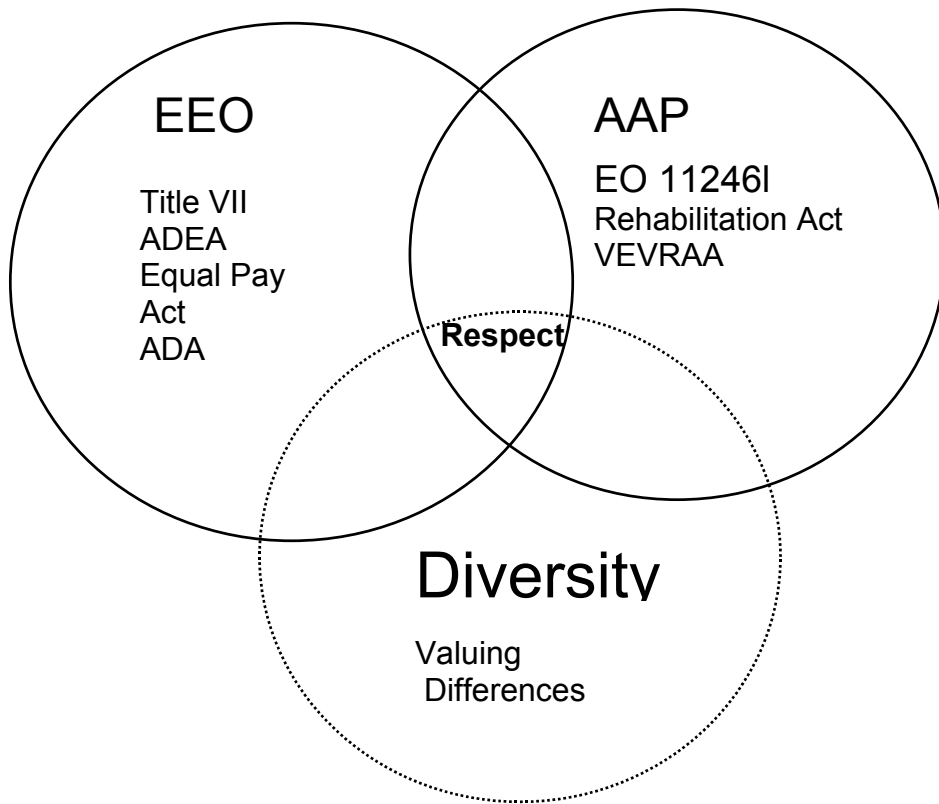 EEO
Title VII
ADEA
Equal Pay
Act
ADA
AAP
EO 11246l
Rehabilitation Act
VEVRAA
Respect
Diversity
Valuing
Differences